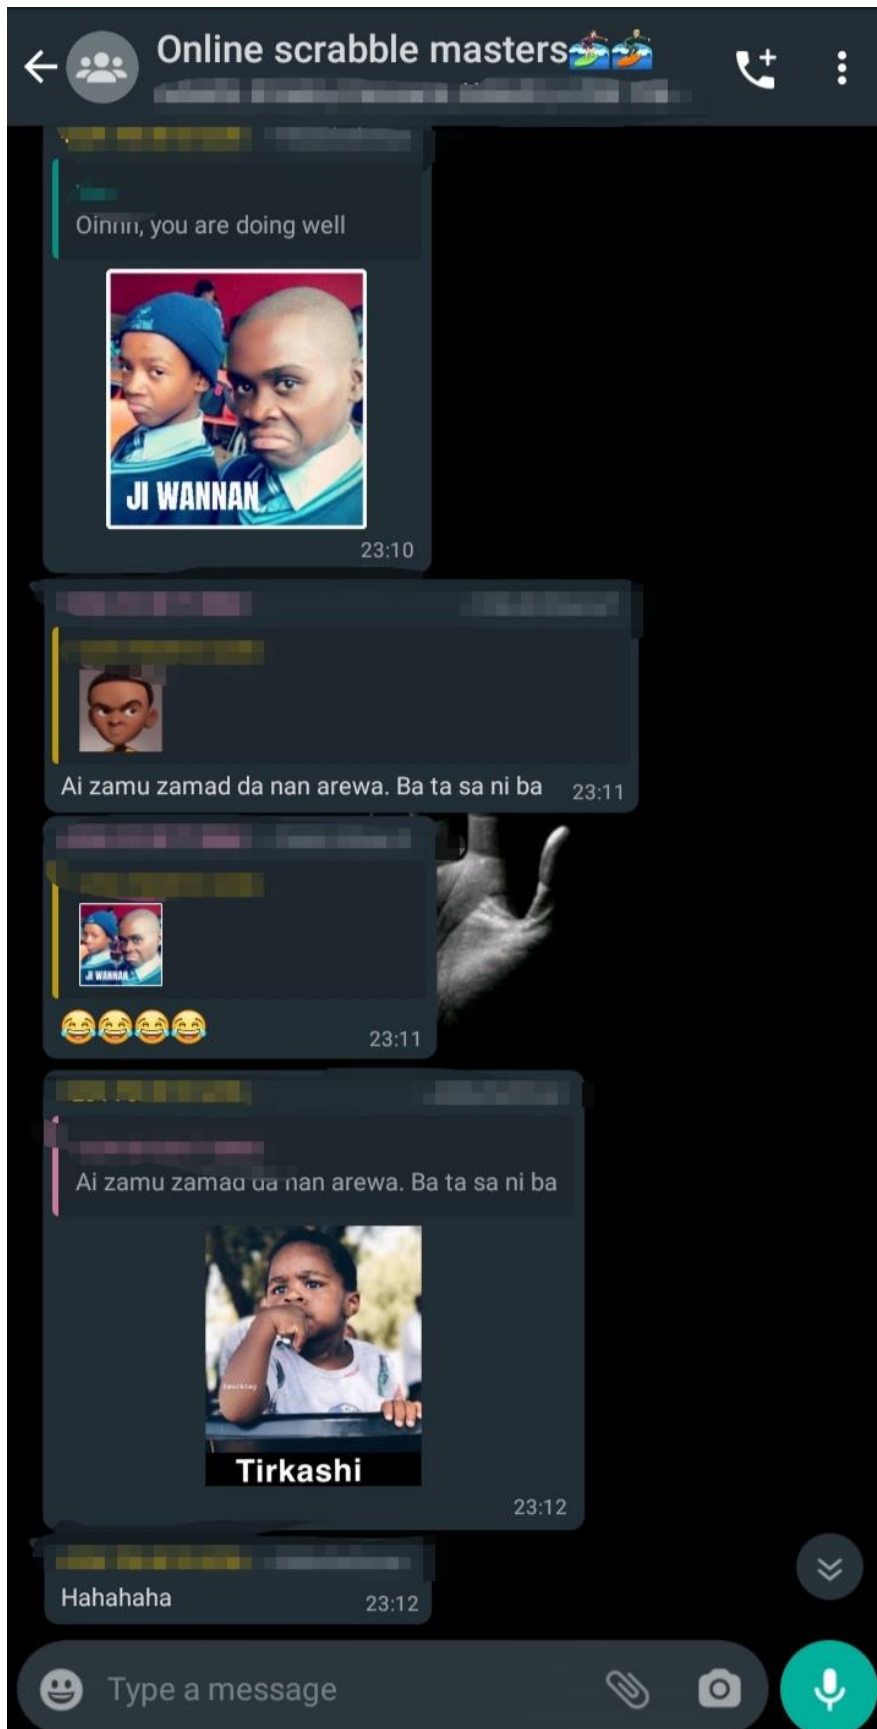 Online scrabble masters🏄🏄
Oinnn, you are doing well
JI WANNAN
23:10
Ai zamu zamad da nan arewa. Ba ta sa ni ba 23:11
JI WANNAN
😂😂😂😂 23:11
Ai zamu zamad da nan arewa. Ba ta sa ni ba
Tirkashi
23:12
Hahahaha 23:12
Type a message